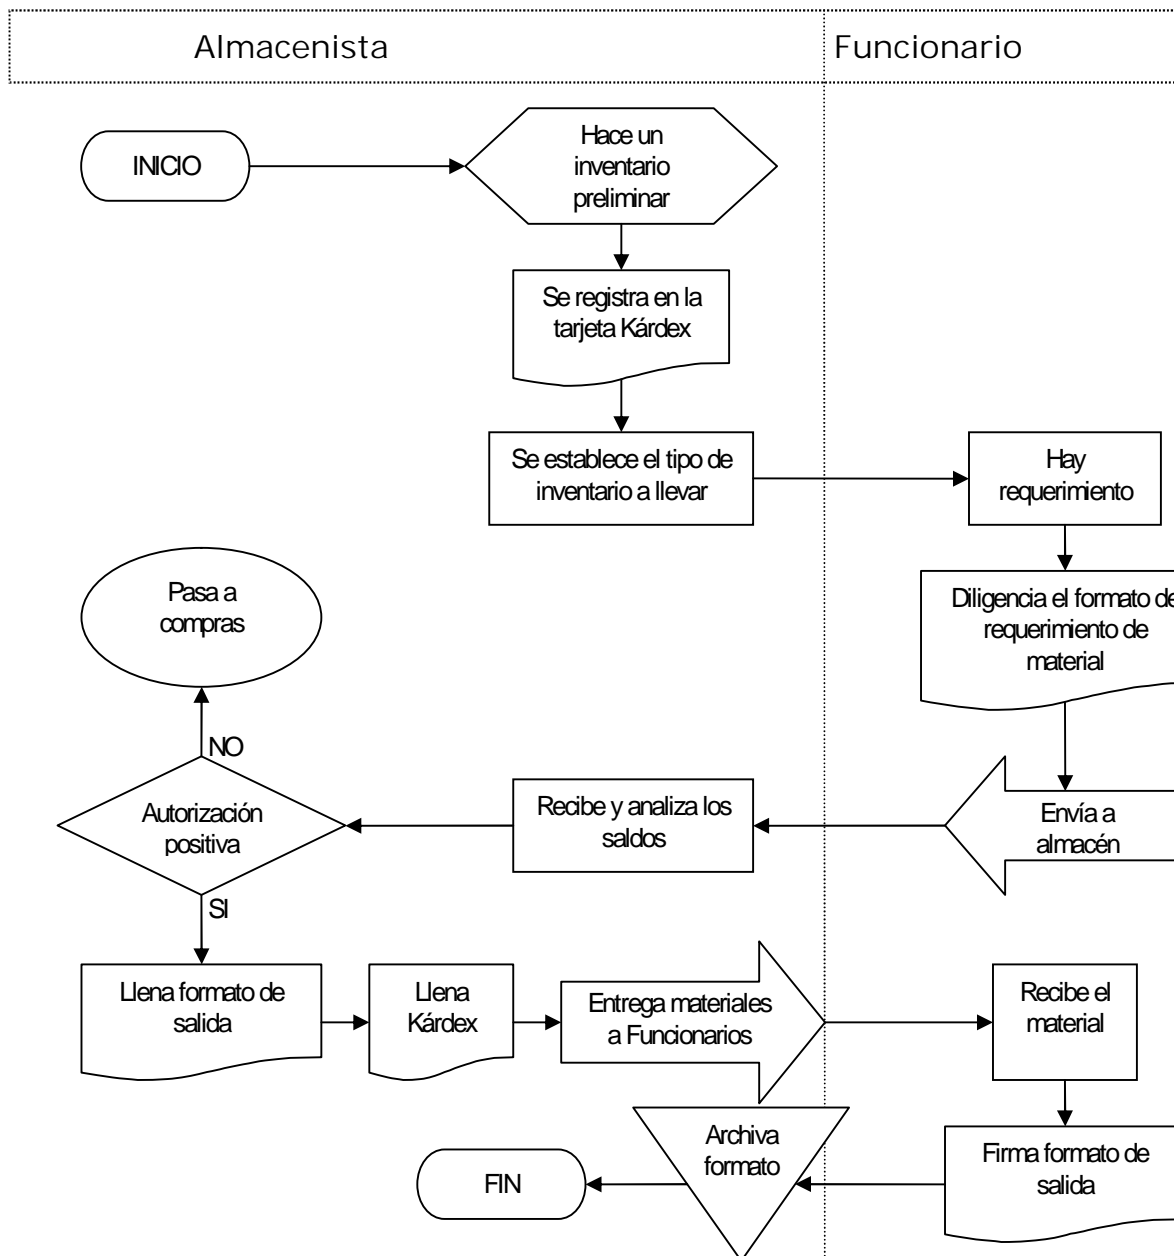 Almacenista
Funcionario
INICIO
Hace un
inventario
preliminar
Se registra en la
tarjeta Kárdex
Se establece el tipo de
inventario a llevar
Hay
requerimiento
Diligencia el formato de
requerimiento de
material
Envía a
almacén
Recibe y analiza los
saldos
Autorización
positiva
NO
Pasa a
compras
SI
Llena formato de
salida
Llena
Kárdex
Entrega materiales
a Funcionarios
Recibe el
material
Firma formato de
salida
Archiva
formato
FIN